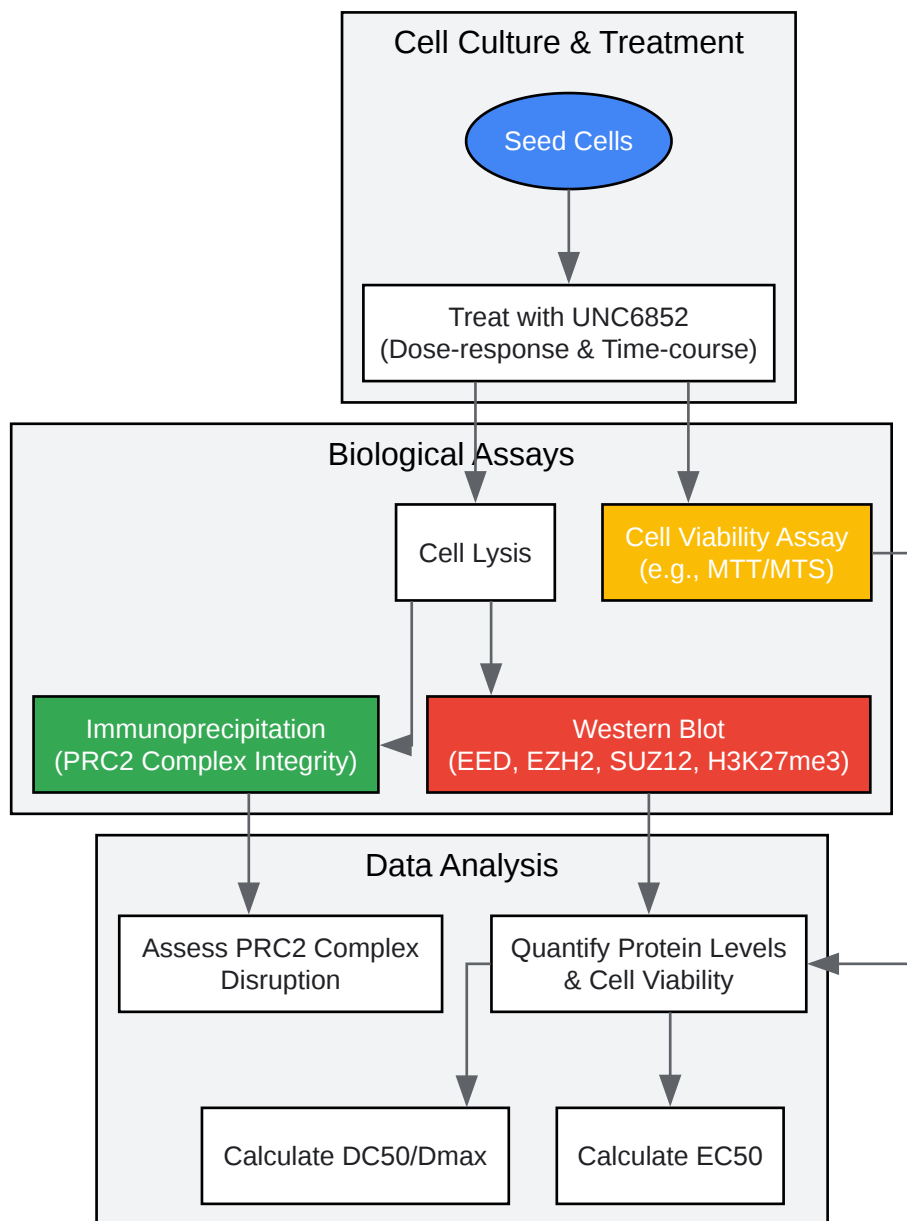 Cell Culture & Treatment
Seed Cells
Treat with UNC6852
(Dose-response & Time-course)
Biological Assays
Cell Lysis
Cell Viability Assay
(e.g., MTT/MTS)
Immunoprecipitation
(PRC2 Complex Integrity)
Western Blot
(EED, EZH2, SUZ12, H3K27me3)
Data Analysis
Assess PRC2 Complex
Disruption
Quantify Protein Levels
& Cell Viability
Calculate DC50/Dmax
Calculate EC50